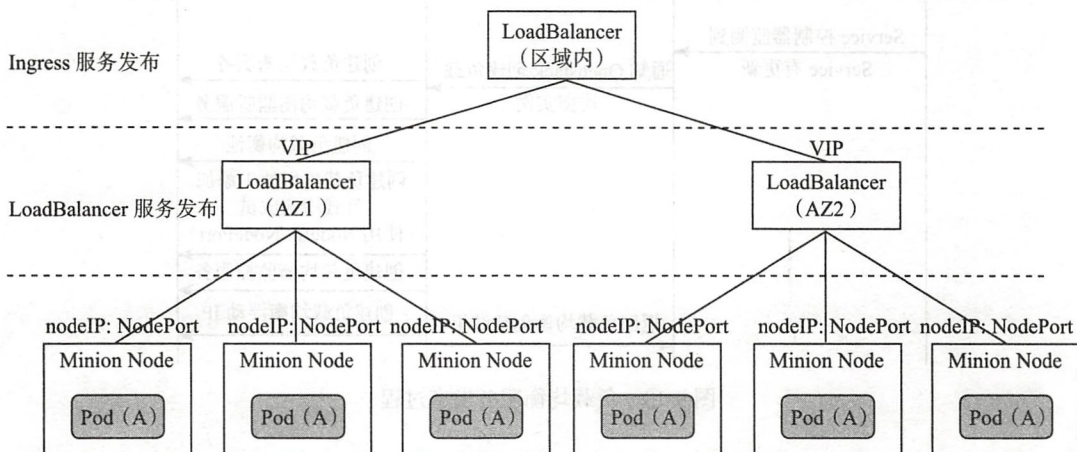 LoadBalancer
（区域内）
Ingress 服务发布
VIP
VIP
LoadBalancer
（AZ1）
LoadBalancer
（AZ2）
LoadBalancer 服务发布
nodeIP: NodePort
nodeIP: NodePort
nodeIP: NodePort
nodeIP: NodePort
nodeIP: NodePort
nodeIP: NodePort
Minion Node
Minion Node
Minion Node
Minion Node
Minion Node
Minion Node
Pod（A）
Pod（A）
Pod（A）
Pod（A）
Pod（A）
Pod（A）